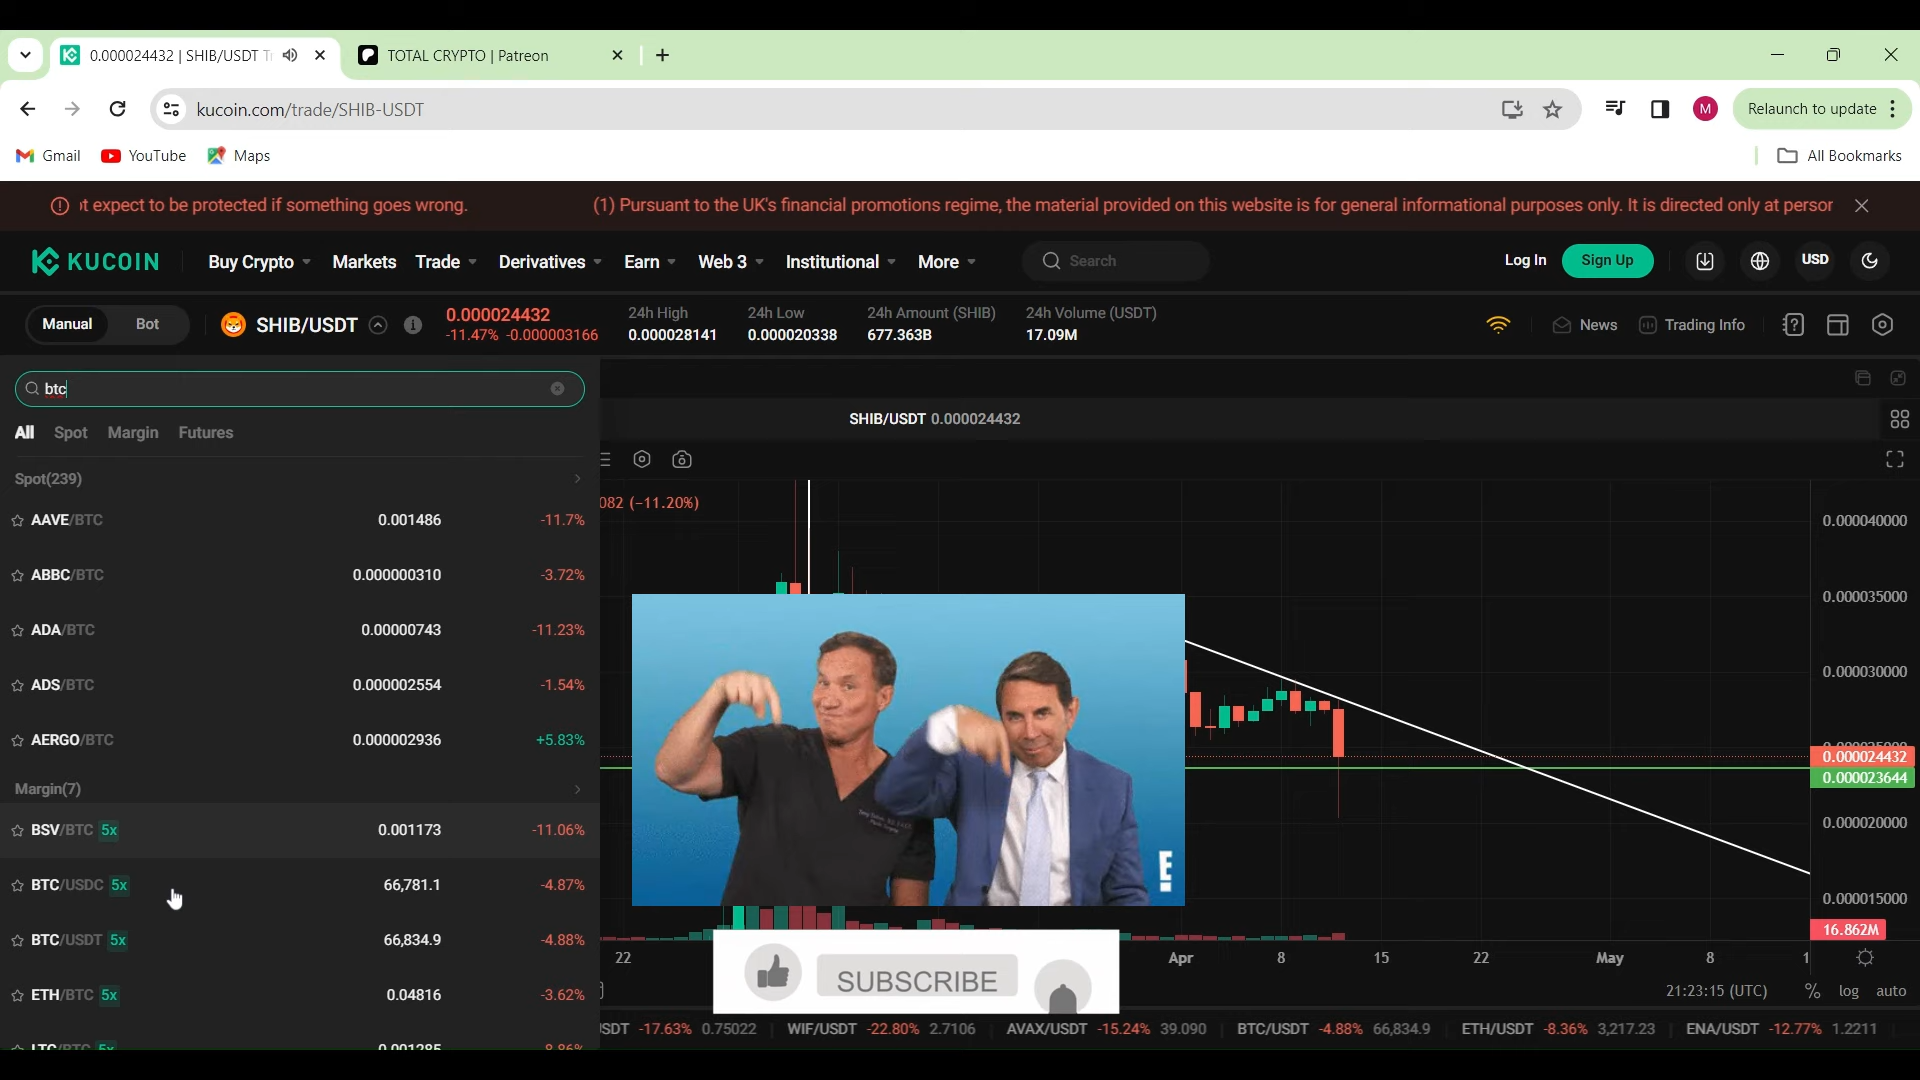 0.000024432 | SHIB/USDT
TOTAL CRYPTO | Patreon
kucoin.com/trade/SHIB-USDT
M
Relaunch to update
Gmail
YouTube
Maps
All Bookmarks
t expect to be protected if something goes wrong.
(1) Pursuant to the UK's financial promotions regime, the material provided on this website is for general informational purposes only. It is directed only at persor
KUCOIN
Buy Crypto
Markets
Trade
Derivatives
Earn
Web 3
Institutional
More
Search
Log In
Sign Up
USD
Manual
Bot
SHIB/USDT
0.000024432
-11.47% -0.000003166
24h High
0.000028141
24h Low
0.000020338
24h Amount (SHIB)
677.363B
24h Volume (USDT)
17.09M
News
Trading Info
btc
SHIB/USDT 0.000024432
All
Spot
Margin
Futures
082 (−11.20%)
Spot(239)
AAVE/BTC 0.001486 -11.7%
ABBC/BTC 0.000000310 -3.72%
ADA/BTC 0.00000743 -11.23%
ADS/BTC 0.000002554 -1.54%
AERGO/BTC 0.000002936 +5.83%
Margin(7)
BSV/BTC 5x 0.001173 -11.06%
BTC/USDC 5x 66,781.1 -4.87%
BTC/USDT 5x 66,834.9 -4.88%
ETH/BTC 5x 0.04816 -3.62%
LTC/BTC 5x 0.001285 -8.86%
0.000040000
0.000035000
0.000030000
0.000024432
0.000023644
0.000020000
0.000015000
16.862M
E!
22
Apr
8
15
22
May
8
1
SUBSCRIBE
21:23:15 (UTC)
%
log
auto
SDT -17.63% 0.75022
WIF/USDT -22.80% 2.7106
AVAX/USDT -15.24% 39.090
BTC/USDT -4.88% 66,834.9
ETH/USDT -8.36% 3,217.23
ENA/USDT -12.77% 1.2211